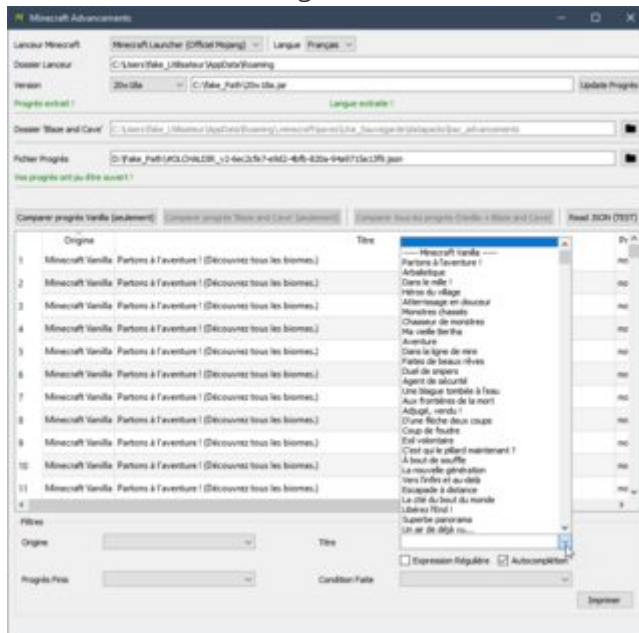 Minecraft Advancements
Lanceur Minecraft
Minecraft Launcher (Officiel Mojang)
Langue
Français
Dossier Lanceur
Version
20w18a
C:\Fake_Path\20w18a.jar
Update Progrès
Progrès extrait !
Langue extraite !
Dossier 'Blaze and Cave'
Fichier Progrès
Vos progrès ont pu être ouvert !
Comparer progrès Vanilla (seulement)
Comparer progrès 'Blaze and Cave' (seulement)
Comparer tous les progrès (Vanilla + Blaze and Cave)
Read JSON (TEST)
Origine
Titre
1 Minecraft Vanilla Partons à l'aventure ! (Découvrez tous les biomes.)
2 Minecraft Vanilla Partons à l'aventure ! (Découvrez tous les biomes.)
3 Minecraft Vanilla Partons à l'aventure ! (Découvrez tous les biomes.)
4 Minecraft Vanilla Partons à l'aventure ! (Découvrez tous les biomes.)
5 Minecraft Vanilla Partons à l'aventure ! (Découvrez tous les biomes.)
6 Minecraft Vanilla Partons à l'aventure ! (Découvrez tous les biomes.)
7 Minecraft Vanilla Partons à l'aventure ! (Découvrez tous les biomes.)
8 Minecraft Vanilla Partons à l'aventure ! (Découvrez tous les biomes.)
9 Minecraft Vanilla Partons à l'aventure ! (Découvrez tous les biomes.)
10 Minecraft Vanilla Partons à l'aventure ! (Découvrez tous les biomes.)
11 Minecraft Vanilla Partons à l'aventure ! (Découvrez tous les biomes.)
----- Minecraft Vanilla -----
Partons à l'aventure !
Arbalétrique
Dans le mille !
Héros du village
Atterrissage en douceur
Monstres chassés
Chasseur de monstres
Ma vieille Bertha
Aventure
Dans la ligne de mire
Faites de beaux rêves
Duel de snipers
Agent de sécurité
Une blague tombée à l'eau
Aux frontières de la mort
Adjugé, vendu !
D'une flèche deux coups
Coup de foudre
Exil volontaire
C'est qui le pillard maintenant ?
À bout de souffle
La nouvelle génération
Vers l'infini et au-delà
Escapade à distance
La cité du bout du monde
Libérez l'End !
Superbe panorama
Un air de déjà vu...
Filtres
Origine
Titre
Expression Régulière
Autocomplétion
Progrès Finis
Condition Faite
Imprimer